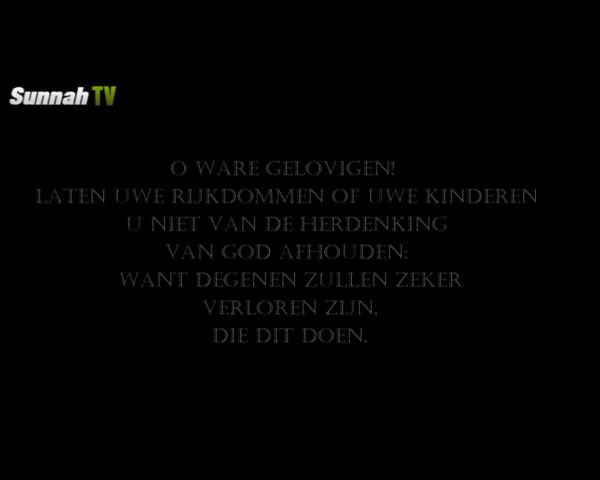 Sunnah TV
O WARE GELOVIGEN!
LATEN UWE RIJKDOMMEN OF UWE KINDEREN
U NIET VAN DE HERDENKING
VAN GOD AFHOUDEN:
WANT DEGENEN ZULLEN ZEKER
VERLOREN ZIJN,
DIE DIT DOEN.